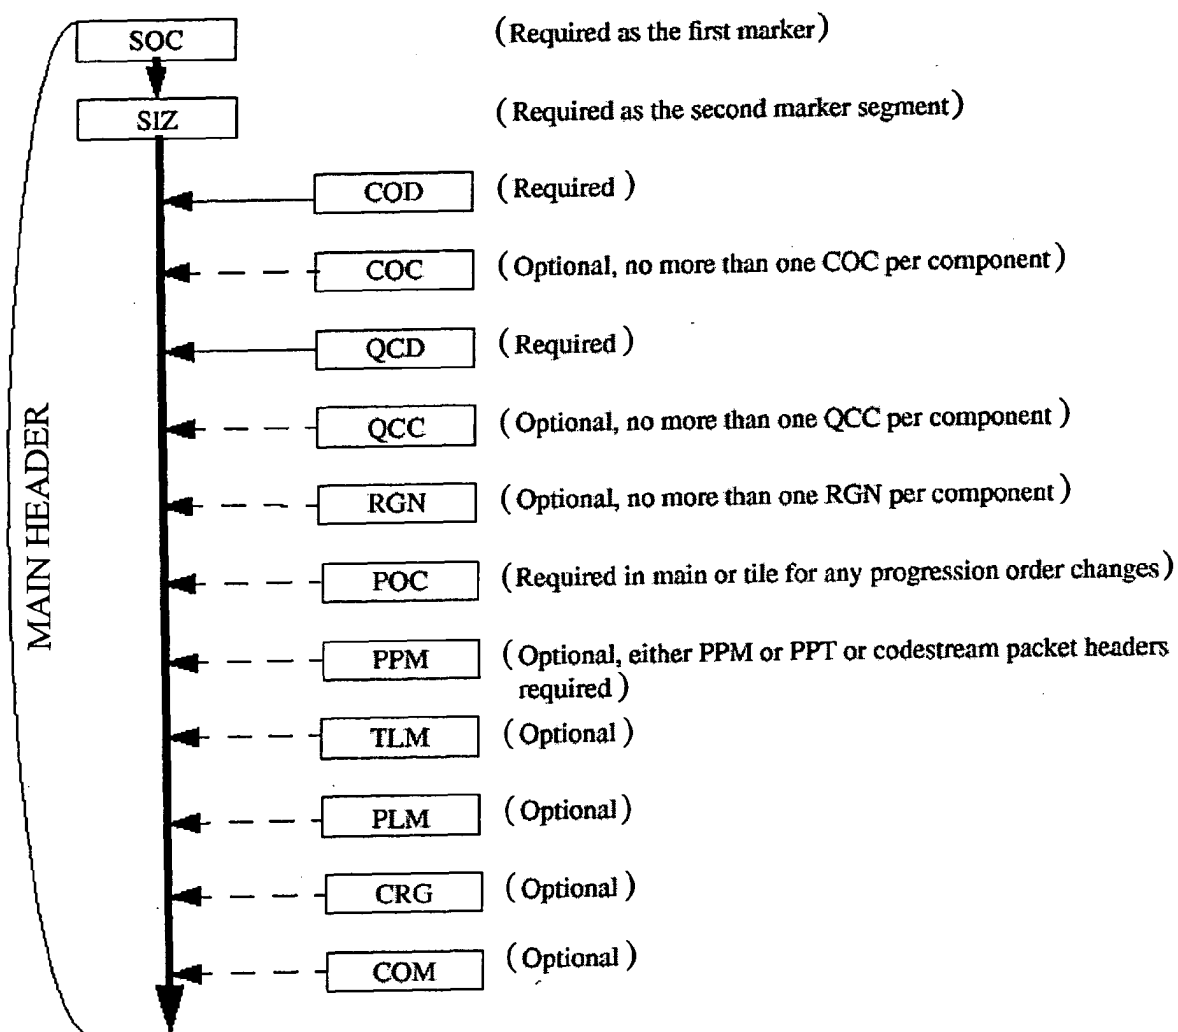 SOC (Required as the first marker)
SIZ (Required as the second marker segment)
COD (Required)
COC (Optional, no more than one COC per component)
QCD (Required)
QCC (Optional, no more than one QCC per component)
RGN (Optional, no more than one RGN per component)
POC (Required in main or tile for any progression order changes)
PPM (Optional, either PPM or PPT or codestream packet headers
required)
TLM (Optional)
PLM (Optional)
CRG (Optional)
COM (Optional)
MAIN HEADER